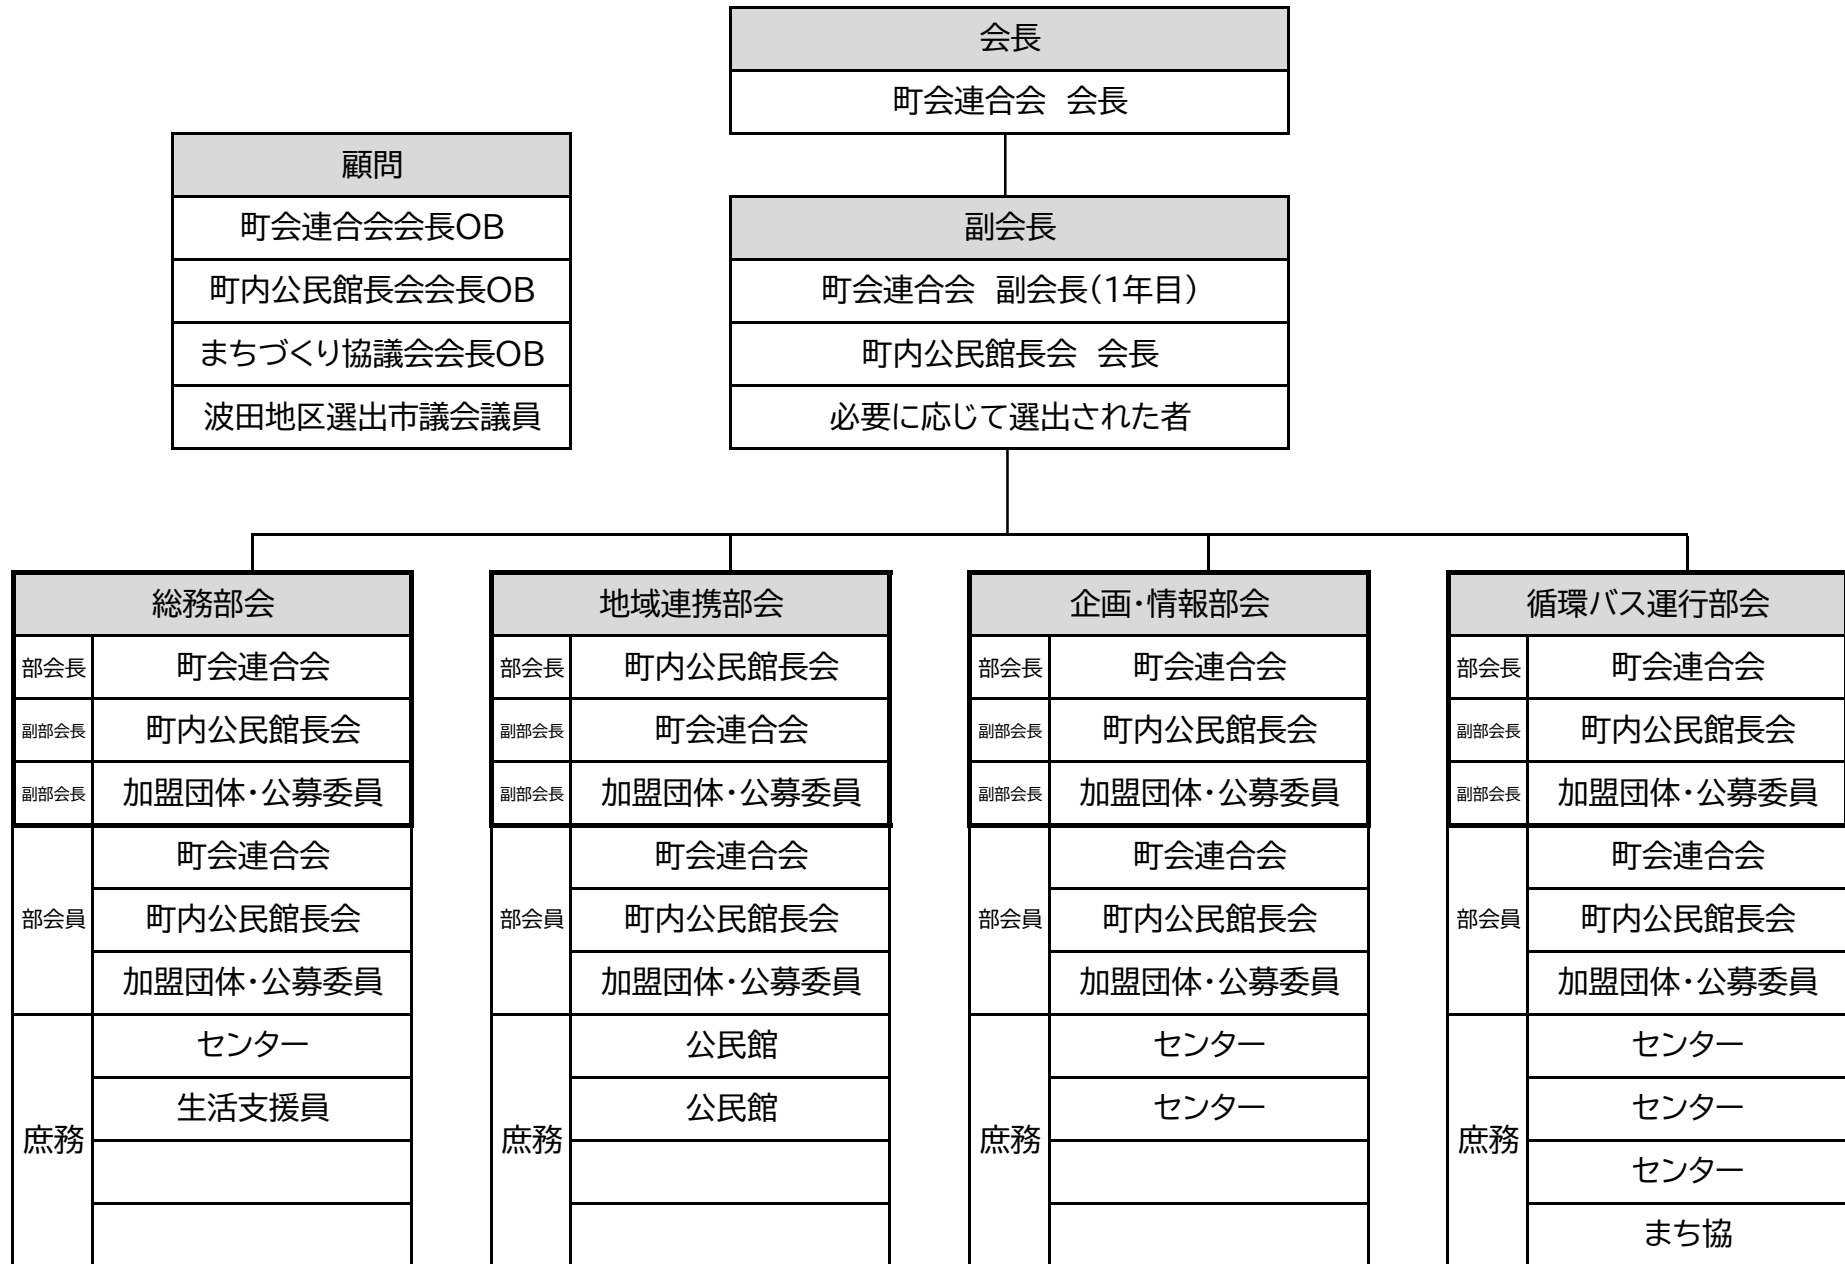 会長
町会連合会　会長
顧問
町会連合会会長OB
町内公民館長会会長OB
まちづくり協議会会長OB
波田地区選出市議会議員
副会長
町会連合会　副会長（1年目）
町内公民館長会　会長
必要に応じて選出された者
総務部会
部会長 町会連合会
副部会長 町内公民館長会
副部会長 加盟団体・公募委員
部会員
町会連合会
町内公民館長会
加盟団体・公募委員
庶務
センター
生活支援員
地域連携部会
部会長 町内公民館長会
副部会長 町会連合会
副部会長 加盟団体・公募委員
部会員
町会連合会
町内公民館長会
加盟団体・公募委員
庶務
公民館
公民館
企画・情報部会
部会長 町会連合会
副部会長 町内公民館長会
副部会長 加盟団体・公募委員
部会員
町会連合会
町内公民館長会
加盟団体・公募委員
庶務
センター
センター
循環バス運行部会
部会長 町会連合会
副部会長 町内公民館長会
副部会長 加盟団体・公募委員
部会員
町会連合会
町内公民館長会
加盟団体・公募委員
庶務
センター
センター
センター
まち協